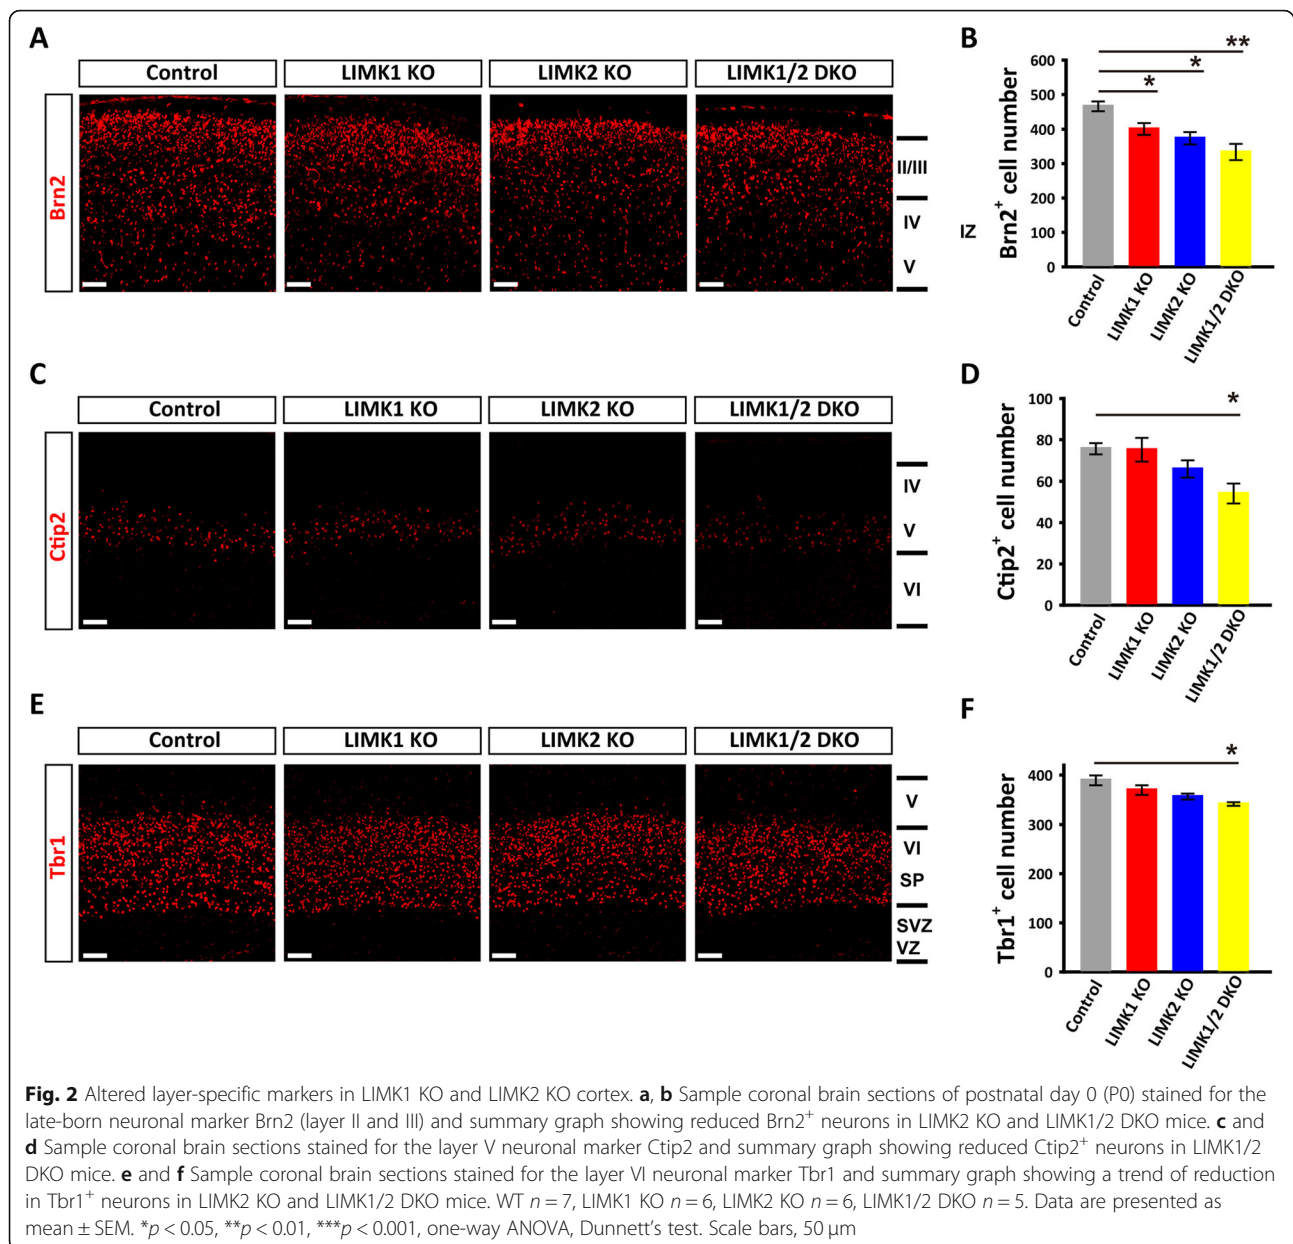 A
Control
LIMK1 KO
LIMK2 KO
LIMK1/2 DKO
Brn2
II/III
IV
V
IZ
B
**
*
*
Brn2+ cell number
600
500
400
300
200
100
0
Control
LIMK1 KO
LIMK2 KO
LIMK1/2 DKO
C
Control
LIMK1 KO
LIMK2 KO
LIMK1/2 DKO
Ctip2
IV
V
VI
D
*
Ctip2+ cell number
100
80
60
40
20
0
Control
LIMK1 KO
LIMK2 KO
LIMK1/2 DKO
E
Control
LIMK1 KO
LIMK2 KO
LIMK1/2 DKO
Tbr1
V
VI
SP
SVZ
VZ
F
*
Tbr1+ cell number
400
300
200
100
0
Control
LIMK1 KO
LIMK2 KO
LIMK1/2 DKO
Fig. 2 Altered layer-specific markers in LIMK1 KO and LIMK2 KO cortex. a, b Sample coronal brain sections of postnatal day 0 (P0) stained for the
late-born neuronal marker Brn2 (layer II and III) and summary graph showing reduced Brn2+ neurons in LIMK2 KO and LIMK1/2 DKO mice. c and
d Sample coronal brain sections stained for the layer V neuronal marker Ctip2 and summary graph showing reduced Ctip2+ neurons in LIMK1/2
DKO mice. e and f Sample coronal brain sections stained for the layer VI neuronal marker Tbr1 and summary graph showing a trend of reduction
in Tbr1+ neurons in LIMK2 KO and LIMK1/2 DKO mice. WT n = 7, LIMK1 KO n = 6, LIMK2 KO n = 6, LIMK1/2 DKO n = 5. Data are presented as
mean ± SEM. *p < 0.05, **p < 0.01, ***p < 0.001, one-way ANOVA, Dunnett's test. Scale bars, 50 μm